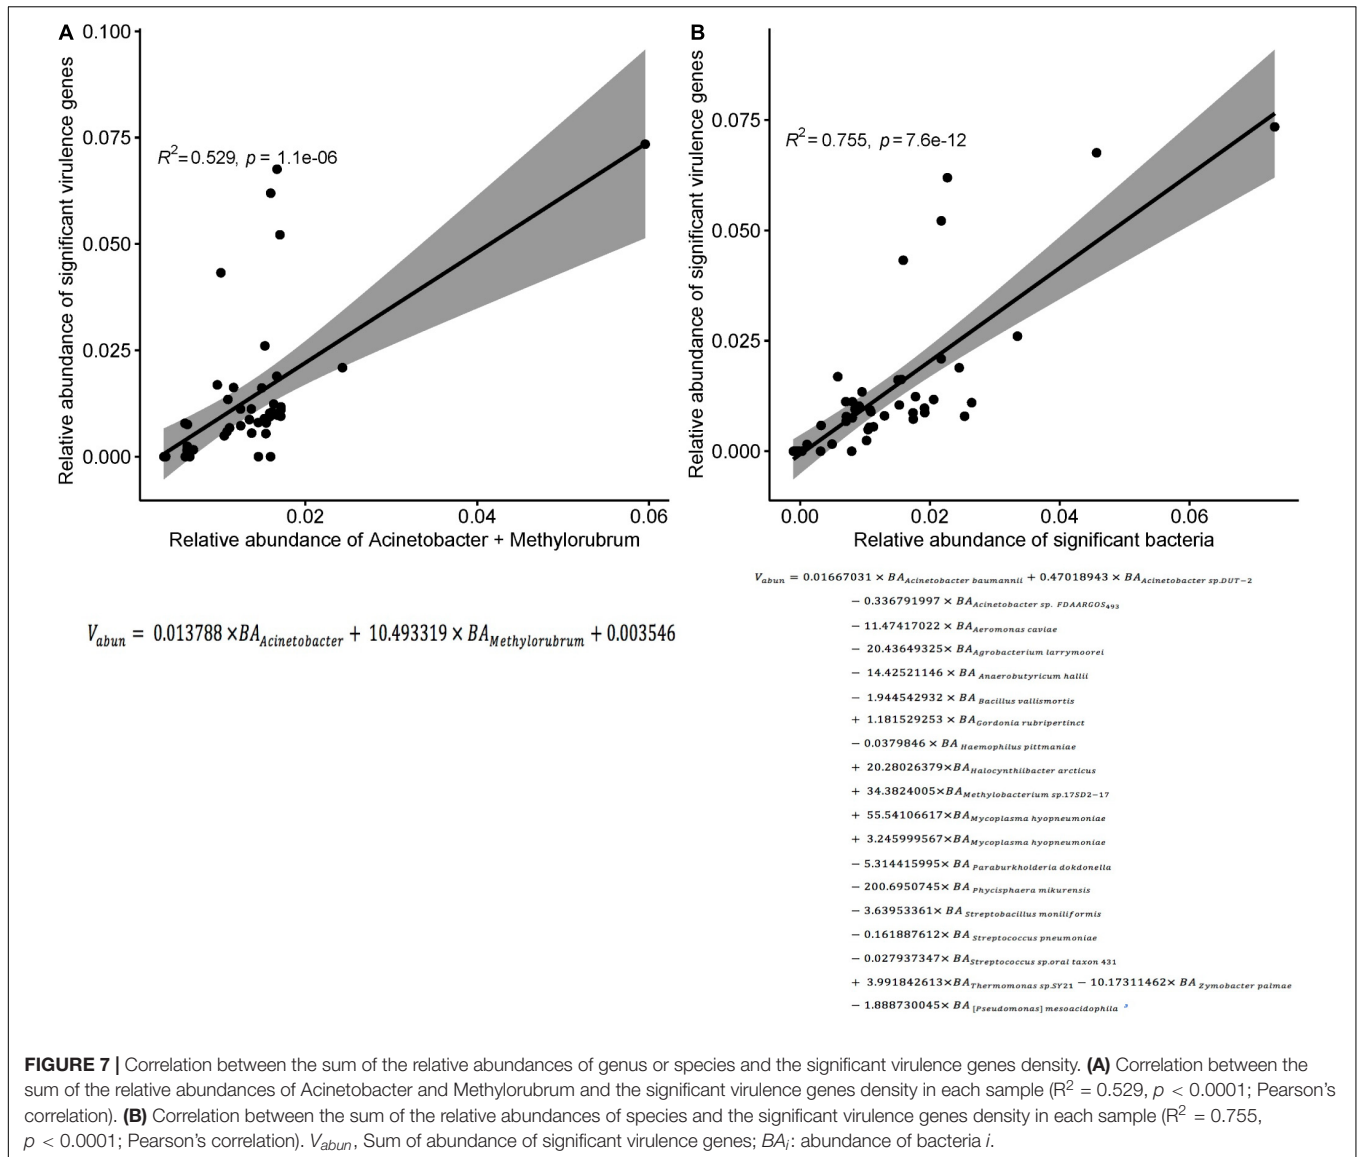 A
0.100
0.075
0.050
0.025
0.000
Relative abundance of significant virulence genes
R²=0.529, p = 1.1e-06
0.02 0.04 0.06
Relative abundance of Acinetobacter + Methylorubrum
B
0.075
0.050
0.025
0.000
Relative abundance of significant virulence genes
R²=0.755, p=7.6e-12
0.00 0.02 0.04 0.06
Relative abundance of significant bacteria
V_abun = 0.013788 ×BA_Acinetobacter + 10.493319 × BA_Methylorubrum + 0.003546
V_abun = 0.01667031 × BA_Acinetobacter baumannii + 0.47018943 × BA_Acinetobacter sp.DUT−2
− 0.336791997 × BA_Acinetobacter sp. FDAARGOS₄₉₃
− 11.47417022 × BA_Aeromonas caviae
− 20.43649325× BA_Agrobacterium larrymoorei
− 14.42521146 × BA_Anaerobutyricum hallii
− 1.944542932 × BA_Bacillus vallismortis
+ 1.181529253 × BA_Gordonia rubripertinct
− 0.0379846 × BA_Haemophilus pittmaniae
+ 20.28026379×BA_Halocynthiibacter arcticus
+ 34.3824005×BA_Methylobacterium sp.17SD2−17
+ 55.54106617×BA_Mycoplasma hyopneumoniae
+ 3.245999567×BA_Mycoplasma hyopneumoniae
− 5.314415995× BA_Paraburkholderia dokdonella
− 200.6950745× BA_Phycisphaera mikurensis
− 3.63953361× BA_Streptobacillus moniliformis
− 0.161887612× BA_Streptococcus pneumoniae
− 0.027937347× BA_Streptococcus sp.oral taxon 431
+ 3.991842613×BA_Thermomonas sp.SY21 − 10.17311462× BA_Zymobacter palmae
− 1.888730045× BA_[Pseudomonas] mesoacidophila
FIGURE 7 | Correlation between the sum of the relative abundances of genus or species and the significant virulence genes density. (A) Correlation between the
sum of the relative abundances of Acinetobacter and Methylorubrum and the significant virulence genes density in each sample (R² = 0.529, p < 0.0001; Pearson's
correlation). (B) Correlation between the sum of the relative abundances of species and the significant virulence genes density in each sample (R² = 0.755,
p < 0.0001; Pearson's correlation). V_abun, Sum of abundance of significant virulence genes; BA_i: abundance of bacteria i.